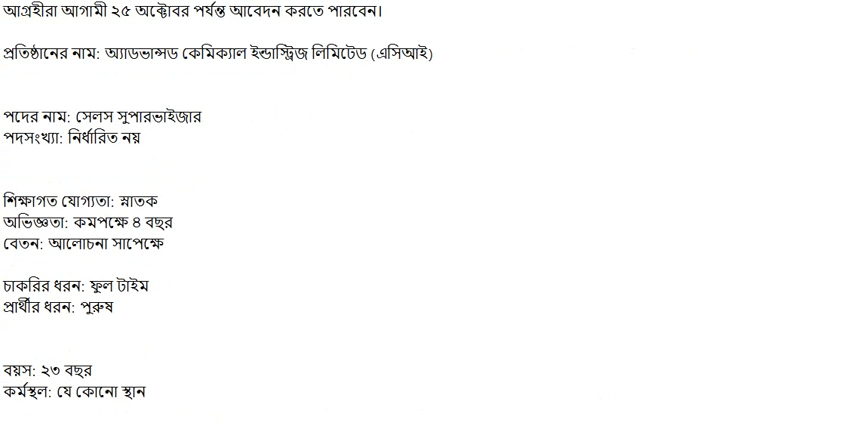 আগ্রহীরা আগামী ২৫ অক্টোবর পর্যন্ত আবেদন করতে পারবেন।
প্রতিষ্ঠানের নাম: অ্যাডভান্সড কেমিক্যাল ইন্ডাস্ট্রিজ লিমিটেড (এসিআই)
পদের নাম: সেলস সুপারভাইজার
পদসংখ্যা: নির্ধারিত নয়
শিক্ষাগত যোগ্যতা: স্নাতক
অভিজ্ঞতা: কমপক্ষে ৪ বছর
বেতন: আলোচনা সাপেক্ষে
চাকরির ধরন: ফুল টাইম
প্রার্থীর ধরন: পুরুষ
বয়স: ২৩ বছর
কর্মস্থল: যে কোনো স্থান